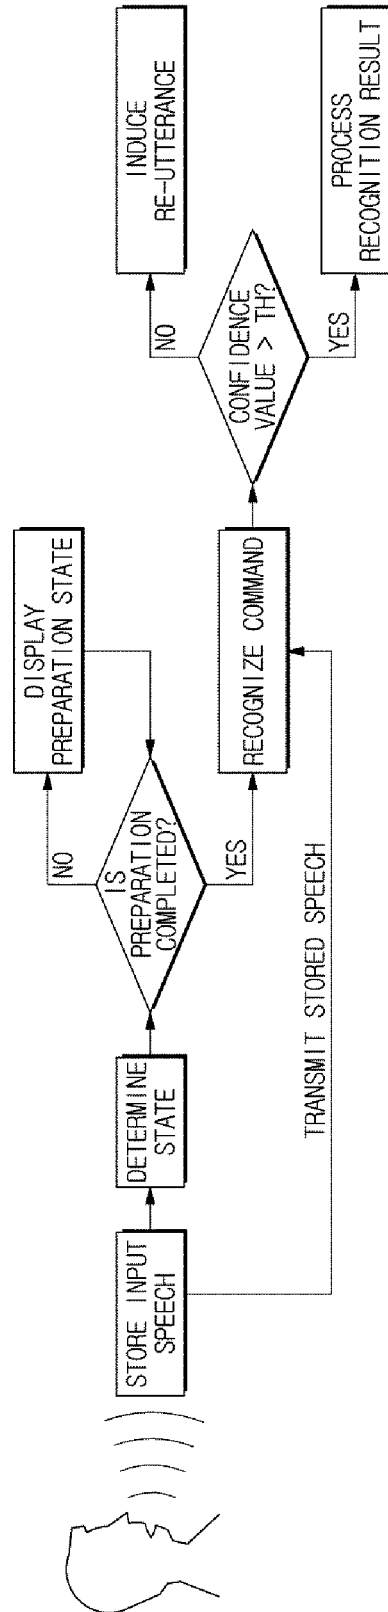 STORE INPUT
SPEECH
DETERMINE
STATE
IS
PREPARATION
COMPLETED?
NO
DISPLAY
PREPARATION STATE
YES
RECOGNIZE COMMAND
TRANSMIT STORED SPEECH
CONFIDENCE
VALUE > TH?
NO
INDUCE
RE-UTTERANCE
YES
PROCESS
RECOGNITION RESULT